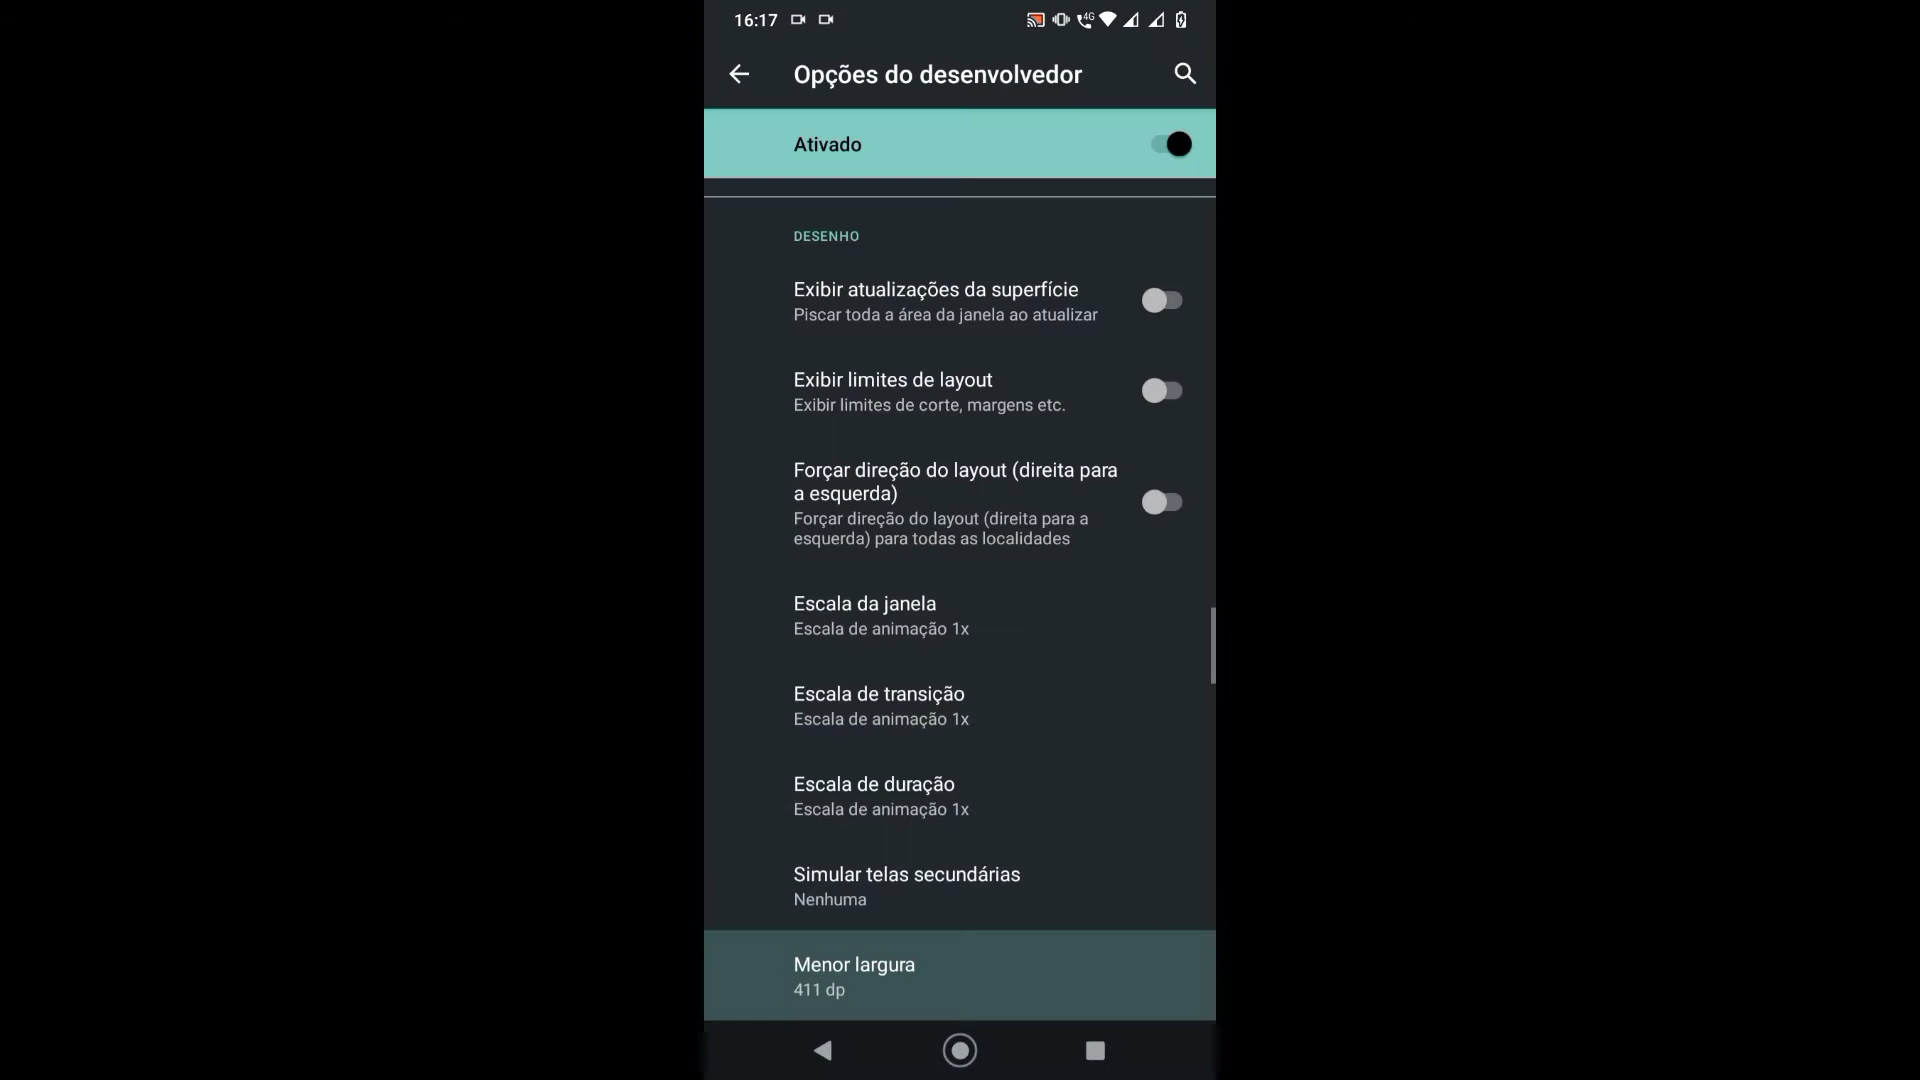 16:17
4G
Opções do desenvolvedor
Ativado
DESENHO
Exibir atualizações da superfície
Piscar toda a área da janela ao atualizar
Exibir limites de layout
Exibir limites de corte, margens etc.
Forçar direção do layout (direita para
a esquerda)
Forçar direção do layout (direita para a
esquerda) para todas as localidades
Escala da janela
Escala de animação 1x
Escala de transição
Escala de animação 1x
Escala de duração
Escala de animação 1x
Simular telas secundárias
Nenhuma
Menor largura
411 dp